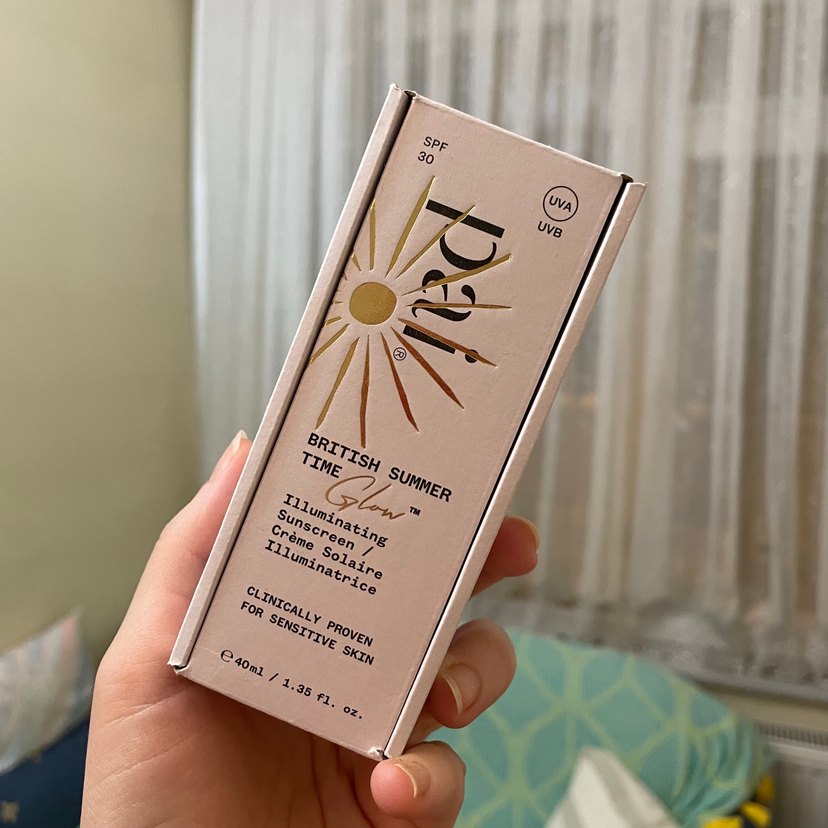 SPF
30
UVA
UVB
pai
®
BRITISH SUMMER
TIME Glow™
Illuminating
Sunscreen /
Crème Solaire
Illuminatrice
CLINICALLY PROVEN
FOR SENSITIVE SKIN
℮40ml / 1.35 fl. oz.